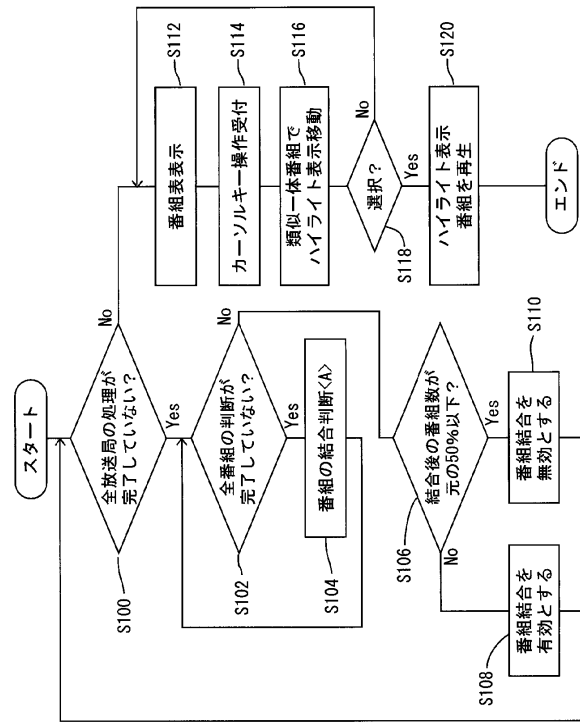 スタート
全放送局の処理が
完了していない？
No
Yes
S100
全番組の判断が
完了していない？
No
Yes
S102
番組の結合判断<A>
S104
結合後の番組数が
元の50%以下？
No
Yes
S106
番組結合を
有効とする
S108
番組結合を
無効とする
S110
番組表表示
S112
カーソルキー操作受付
S114
類似一体番組で
ハイライト表示移動
S116
選択？
No
Yes
S118
ハイライト表示
番組を再生
S120
エンド